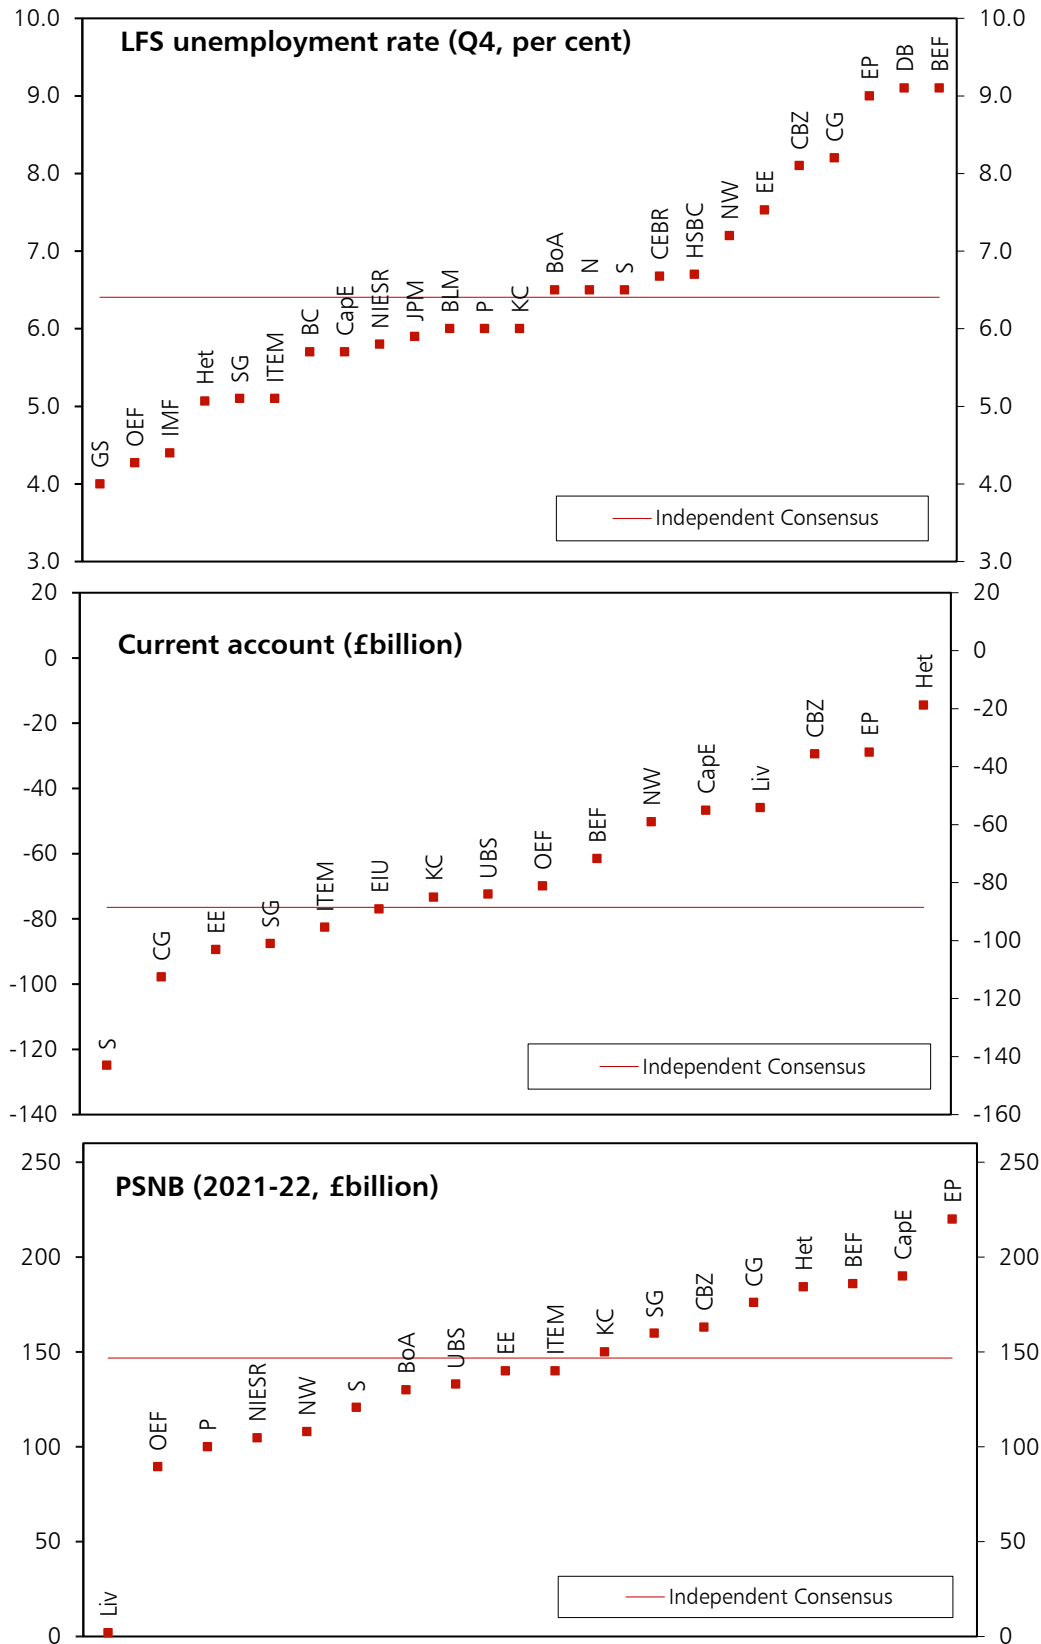 LFS unemployment rate (Q4, per cent)
10.0 10.0
9.0 9.0
8.0 8.0
7.0 7.0
6.0 6.0
5.0 5.0
4.0 4.0
3.0 3.0
GS
OEF
IMF
Het
SG
ITEM
BC
CapE
NIESR
JPM
BLM
P
KC
BoA
N
S
CEBR
HSBC
NW
EE
CBZ
CG
EP
DB
BEF
Independent Consensus
Current account (£billion)
20 20
0 0
-20 -20
-40 -40
-60 -60
-80 -80
-100 -100
-120 -120
-140 -140
-160
S
CG
EE
SG
ITEM
EIU
KC
UBS
OEF
BEF
NW
CapE
Liv
CBZ
EP
Het
Independent Consensus
PSNB (2021-22, £billion)
250 250
200 200
150 150
100 100
50 50
0 0
Liv
OEF
P
NIESR
NW
S
BoA
UBS
EE
ITEM
KC
SG
CBZ
CG
Het
BEF
CapE
EP
Independent Consensus